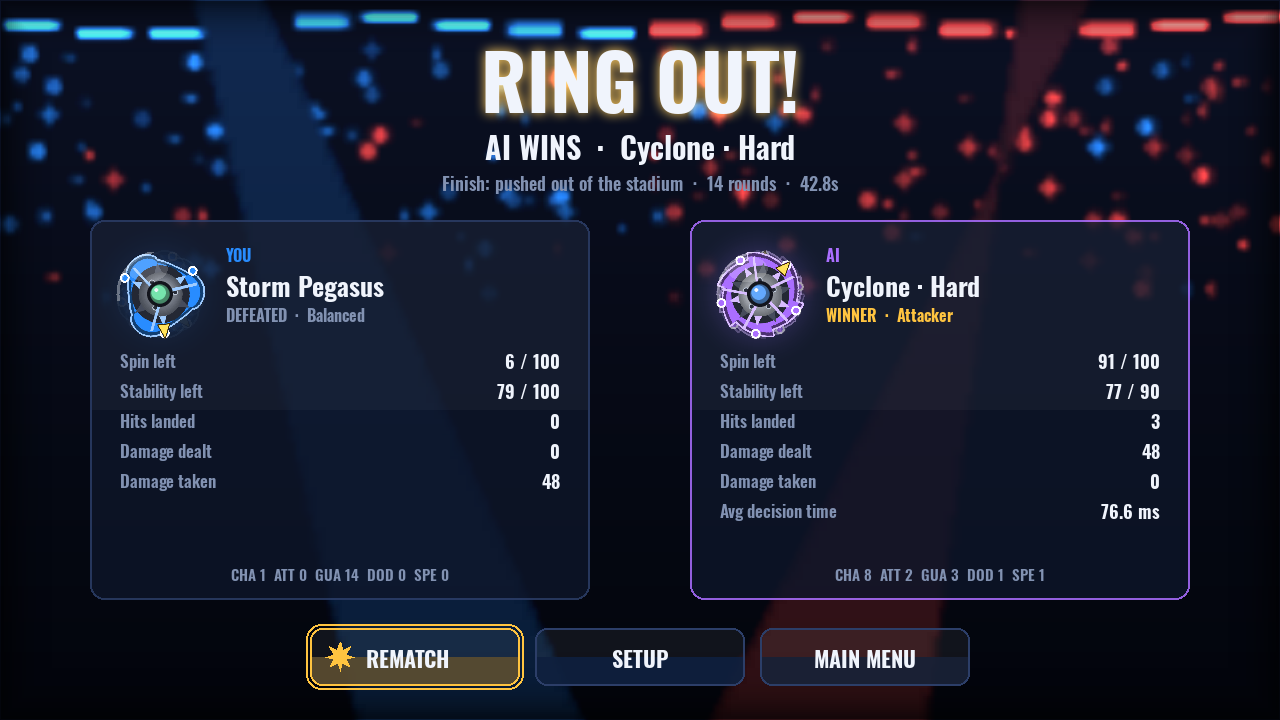 RING OUT!
AI WINS · Cyclone · Hard
Finish: pushed out of the stadium · 14 rounds · 42.8s
YOU
Storm Pegasus
DEFEATED · Balanced
Spin left 6 / 100
Stability left 79 / 100
Hits landed 0
Damage dealt 0
Damage taken 48
CHA 1 ATT 0 GUA 14 DOD 0 SPE 0
AI
Cyclone · Hard
WINNER · Attacker
Spin left 91 / 100
Stability left 77 / 90
Hits landed 3
Damage dealt 48
Damage taken 0
Avg decision time 76.6 ms
CHA 8 ATT 2 GUA 3 DOD 1 SPE 1
REMATCH
SETUP
MAIN MENU